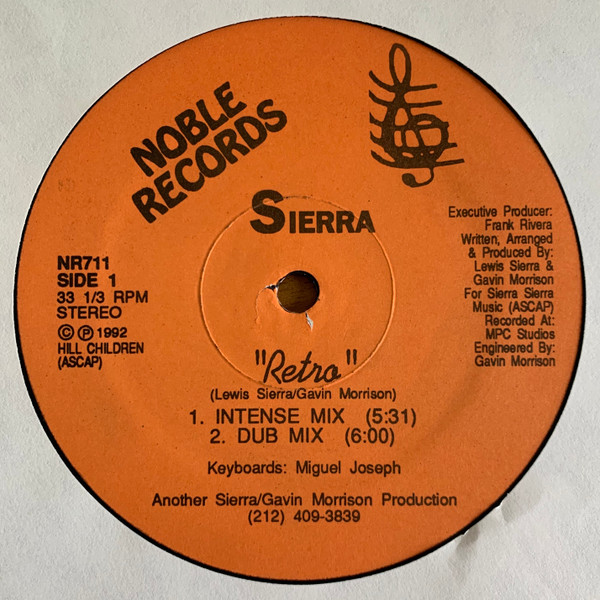 NOBLE
RECORDS
SIERRA
NR711
SIDE 1
33 1/3 RPM
STEREO
© ℗ 1992
HILL CHILDREN
(ASCAP)
Executive Producer:
Frank Rivera
Written, Arranged
& Produced By:
Lewis Sierra &
Gavin Morrison
For Sierra Sierra
Music (ASCAP)
Recorded At:
MPC Studios
Engineered By:
Gavin Morrison
"Retro"
(Lewis Sierra/Gavin Morrison)
1. INTENSE MIX (5:31)
2. DUB MIX (6:00)
Keyboards: Miguel Joseph
Another Sierra/Gavin Morrison Production
(212) 409-3839